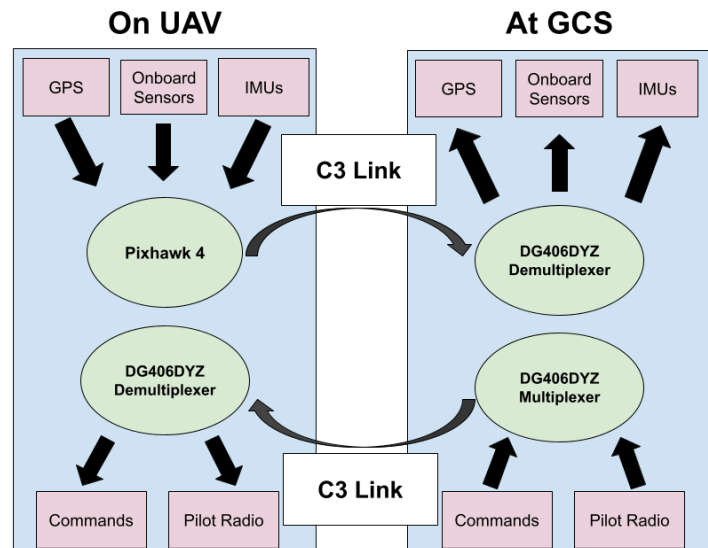 On UAV
At GCS
GPS
Onboard
Sensors
IMUs
GPS
Onboard
Sensors
IMUs
C3 Link
Pixhawk 4
DG406DYZ
Demultiplexer
DG406DYZ
Demultiplexer
DG406DYZ
Multiplexer
C3 Link
Commands
Pilot Radio
Commands
Pilot Radio